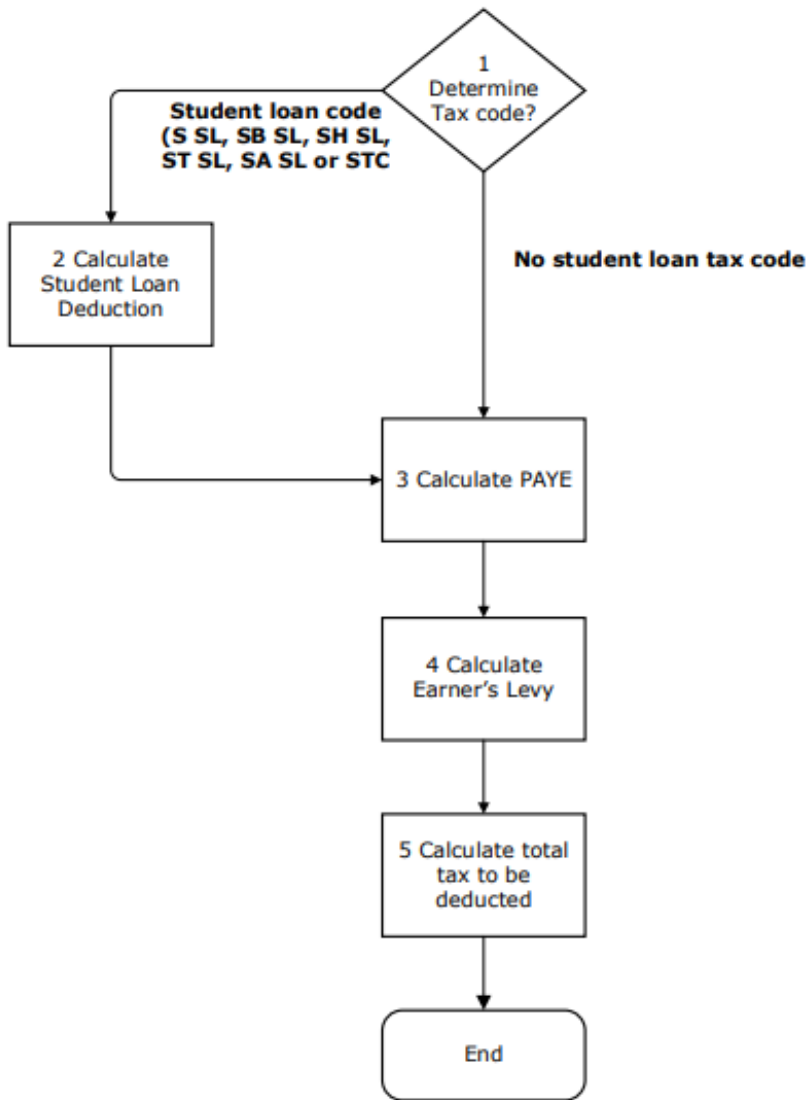 1
Determine
Tax code?
Student loan code
(S SL, SB SL, SH SL,
ST SL, SA SL or STC
No student loan tax code
2 Calculate
Student Loan
Deduction
3 Calculate PAYE
4 Calculate
Earner's Levy
5 Calculate total
tax to be
deducted
End